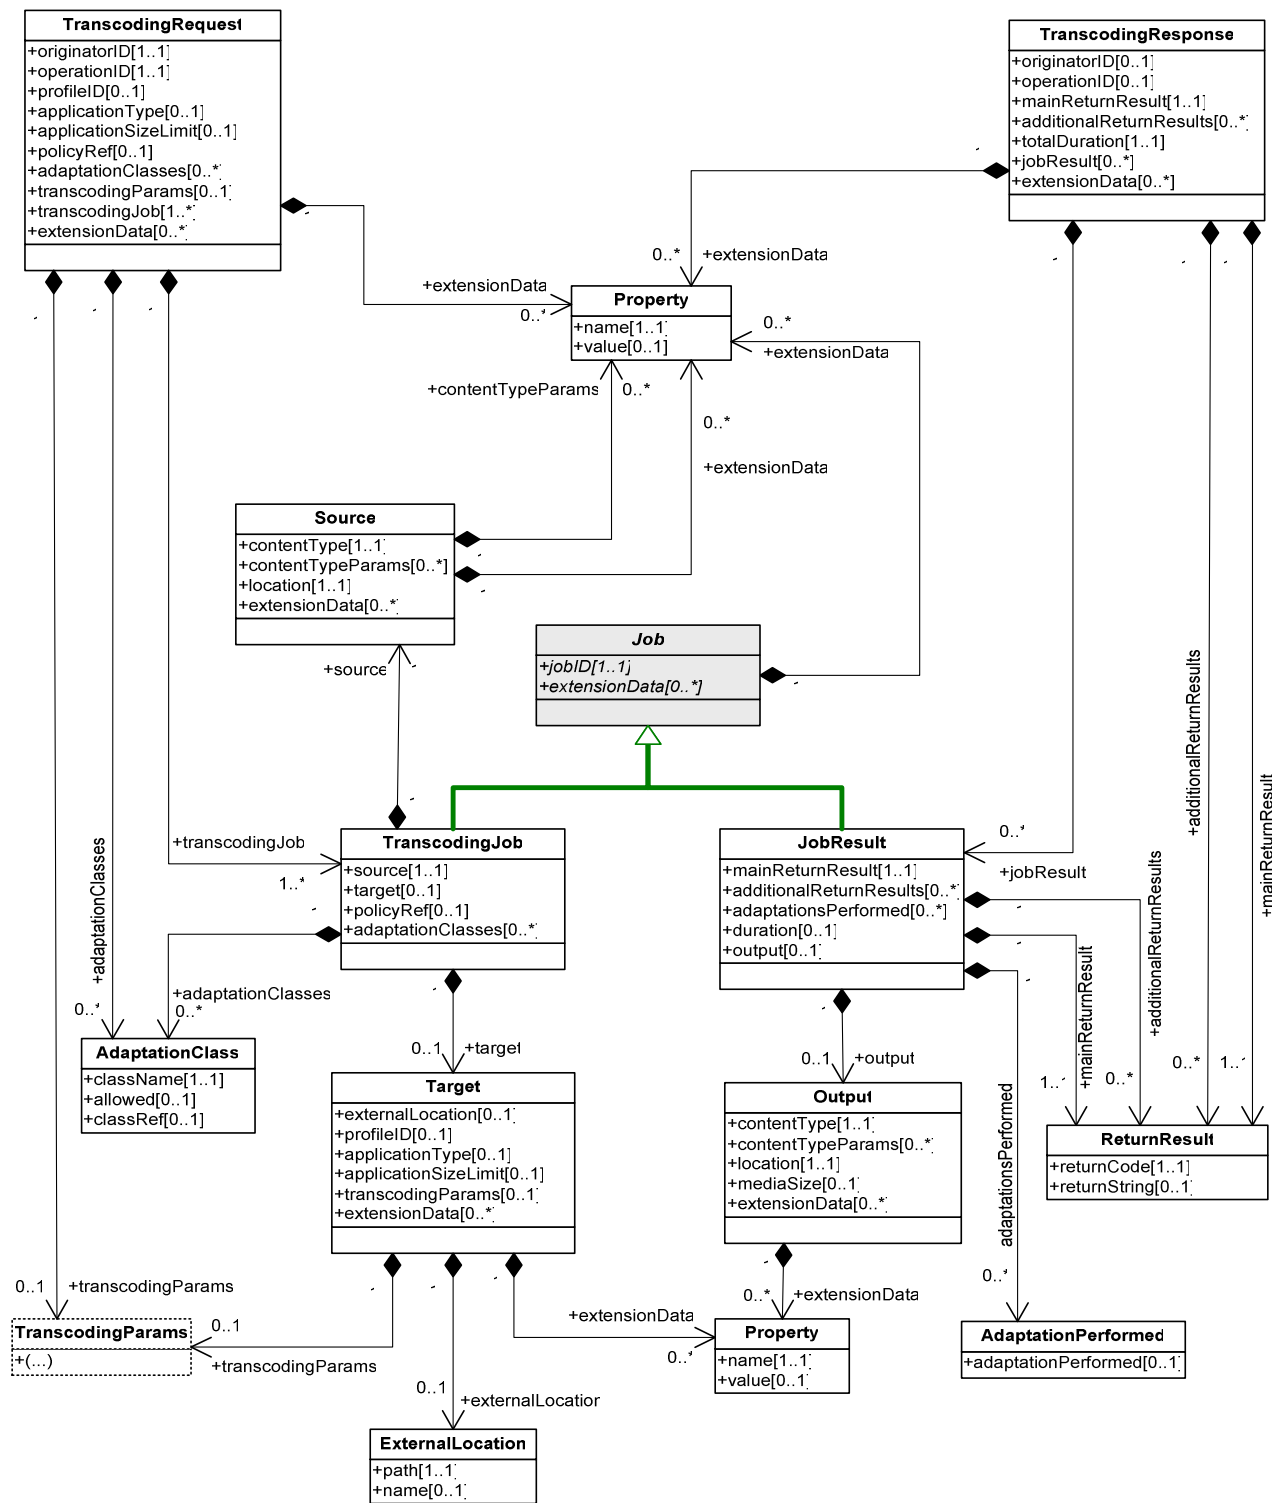 TranscodingRequest
+originatorID[1..1]
+operationID[1..1]
+profileID[0..1]
+applicationType[0..1]
+applicationSizeLimit[0..1]
+policyRef[0..1]
+adaptationClasses[0..*]
+transcodingParams[0..1]
+transcodingJob[1..*]
+extensionData[0..*]
TranscodingResponse
+originatorID[0..1]
+operationID[0..1]
+mainReturnResult[1..1]
+additionalReturnResults[0..*]
+totalDuration[1..1]
+jobResult[0..*]
+extensionData[0..*]
0..*
+extensionData
+extensionData
0..*
Property
+name[1..1]
+value[0..1]
0..*
+extensionData
+contentTypeParams
0..*
0..*
+extensionData
Source
+contentType[1..1]
+contentTypeParams[0..*]
+location[1..1]
+extensionData[0..*]
+source
Job
+jobID[1..1]
+extensionData[0..*]
+additionalReturnResults
+mainReturnResult
+transcodingJob
1..*
+adaptationClasses
TranscodingJob
+source[1..1]
+target[0..1]
+policyRef[0..1]
+adaptationClasses[0..*]
JobResult
+mainReturnResult[1..1]
+additionalReturnResults[0..*]
+adaptationsPerformed[0..*]
+duration[0..1]
+output[0..1]
0..*
+jobResult
+additionalReturnResults
+mainReturnResult
+adaptationClasses
0..*
0..*
AdaptationClass
+className[1..1]
+allowed[0..1]
+classRef[0..1]
0..1
+target
Target
+externalLocation[0..1]
+profileID[0..1]
+applicationType[0..1]
+applicationSizeLimit[0..1]
+transcodingParams[0..1]
+extensionData[0..*]
0..1
+output
Output
+contentType[1..1]
+contentTypeParams[0..*]
+location[1..1]
+mediaSize[0..1]
+extensionData[0..*]
1..
0..*
0..*
1..
ReturnResult
+returnCode[1..1]
+returnString[0..1]
adaptationsPerformed
0..*
0..1
+transcodingParams
TranscodingParams
+(...)
0..1
+transcodingParams
+extensionData
0..*
0..*
+extensionData
Property
+name[1..1]
+value[0..1]
AdaptationPerformed
+adaptationPerformed[0..1]
0..1
+externalLocation
ExternalLocation
+path[1..1]
+name[0..1]